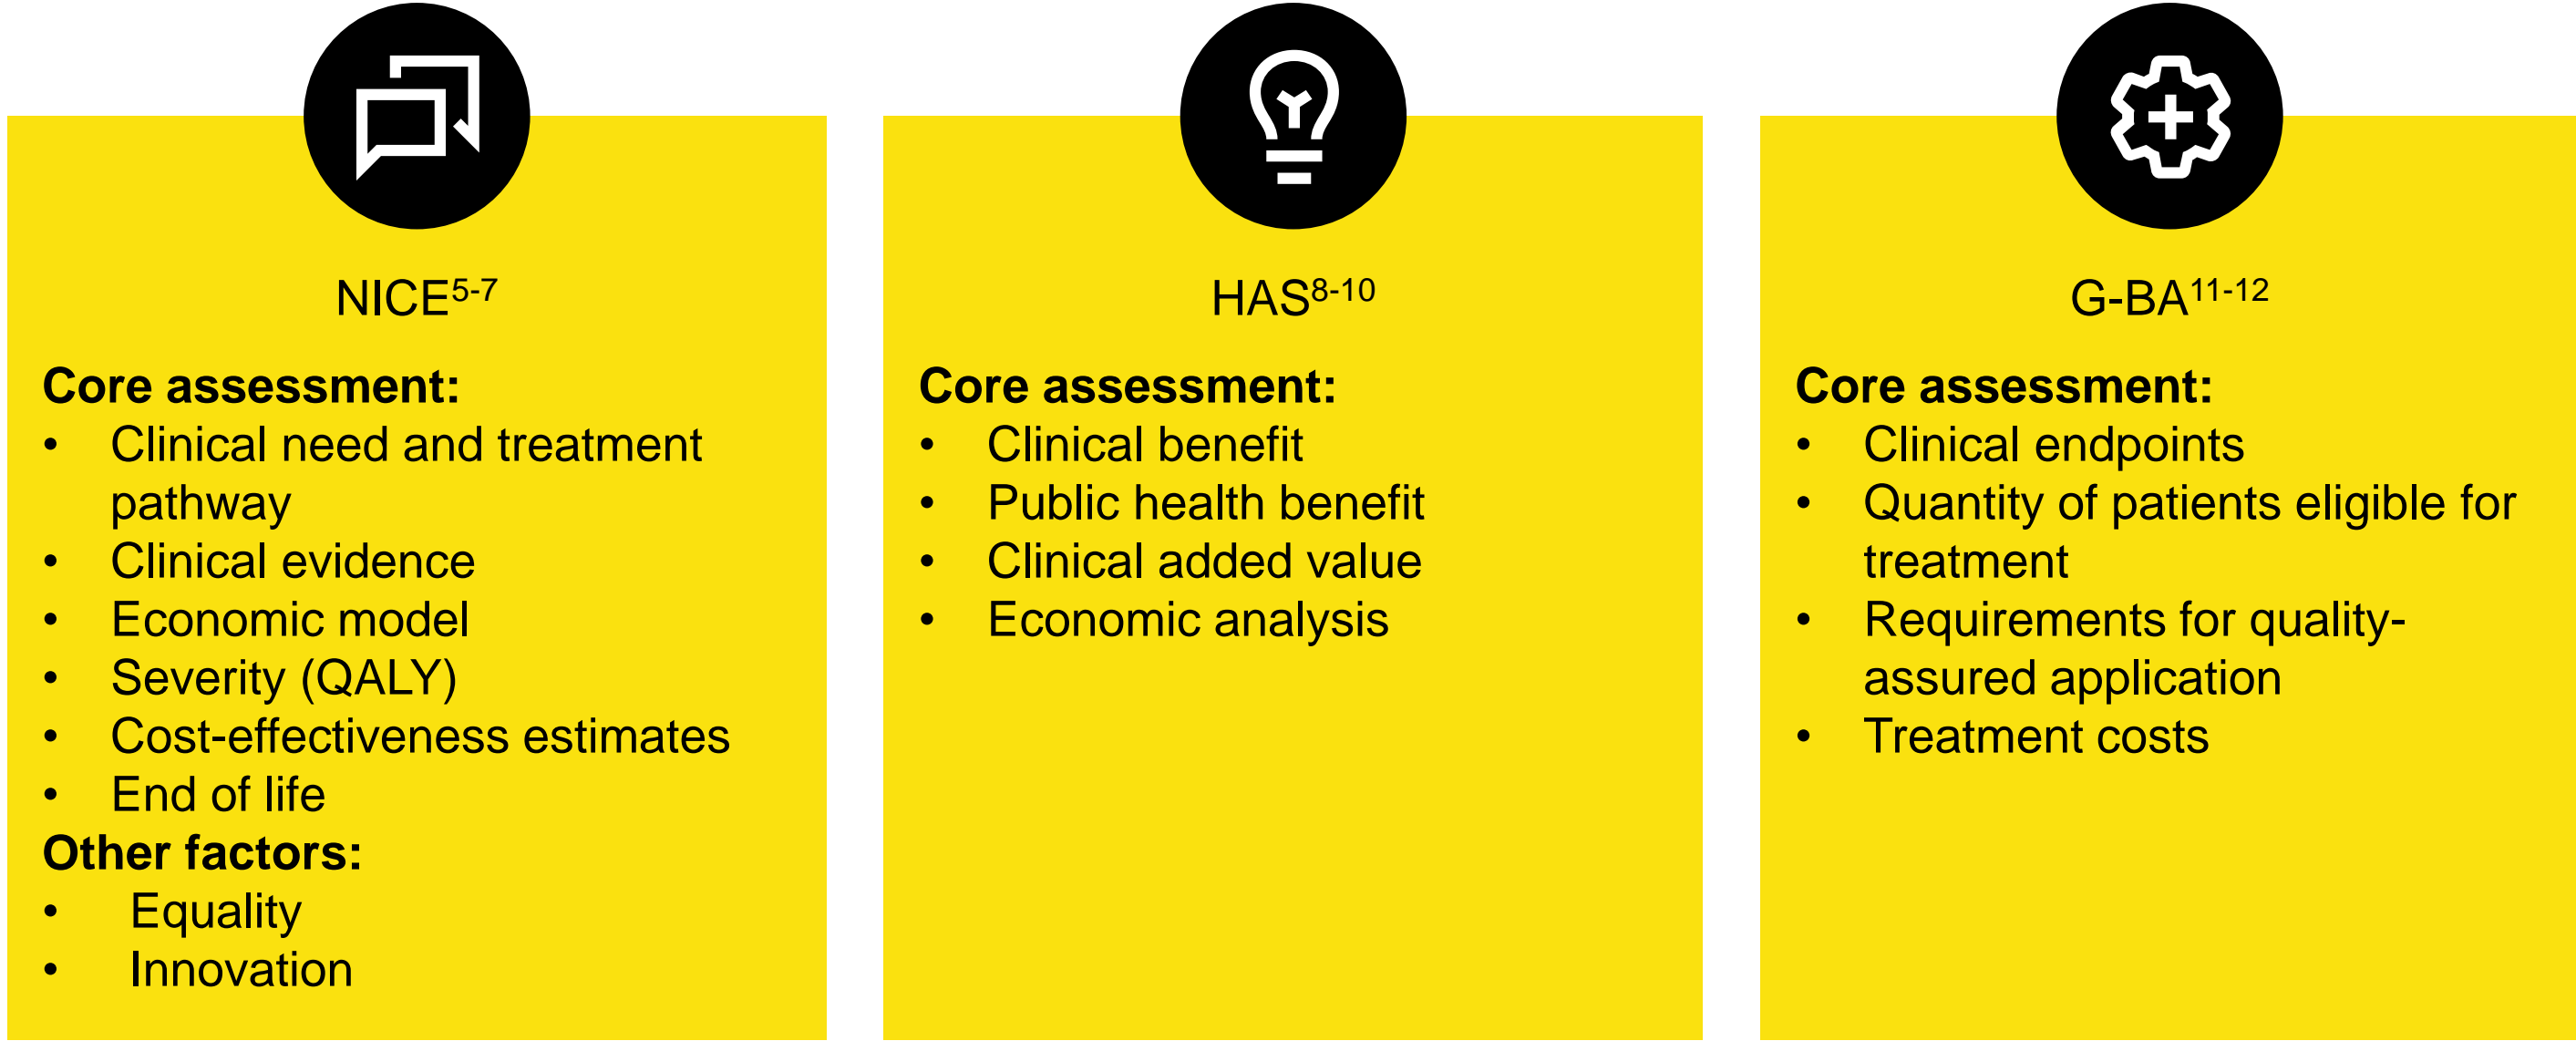 NICE5-7
Core assessment:
• Clinical need and treatment
pathway
• Clinical evidence
• Economic model
• Severity (QALY)
• Cost-effectiveness estimates
• End of life
Other factors:
• Equality
• Innovation
HAS8-10
Core assessment:
• Clinical benefit
• Public health benefit
• Clinical added value
• Economic analysis
G-BA11-12
Core assessment:
• Clinical endpoints
• Quantity of patients eligible for
treatment
• Requirements for quality-
assured application
• Treatment costs